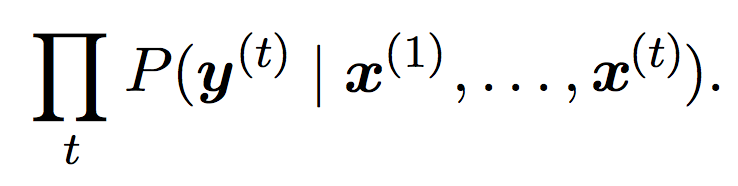 ∏_t P(𝒚^(t) | 𝒙^(1), . . . , 𝒙^(t)).